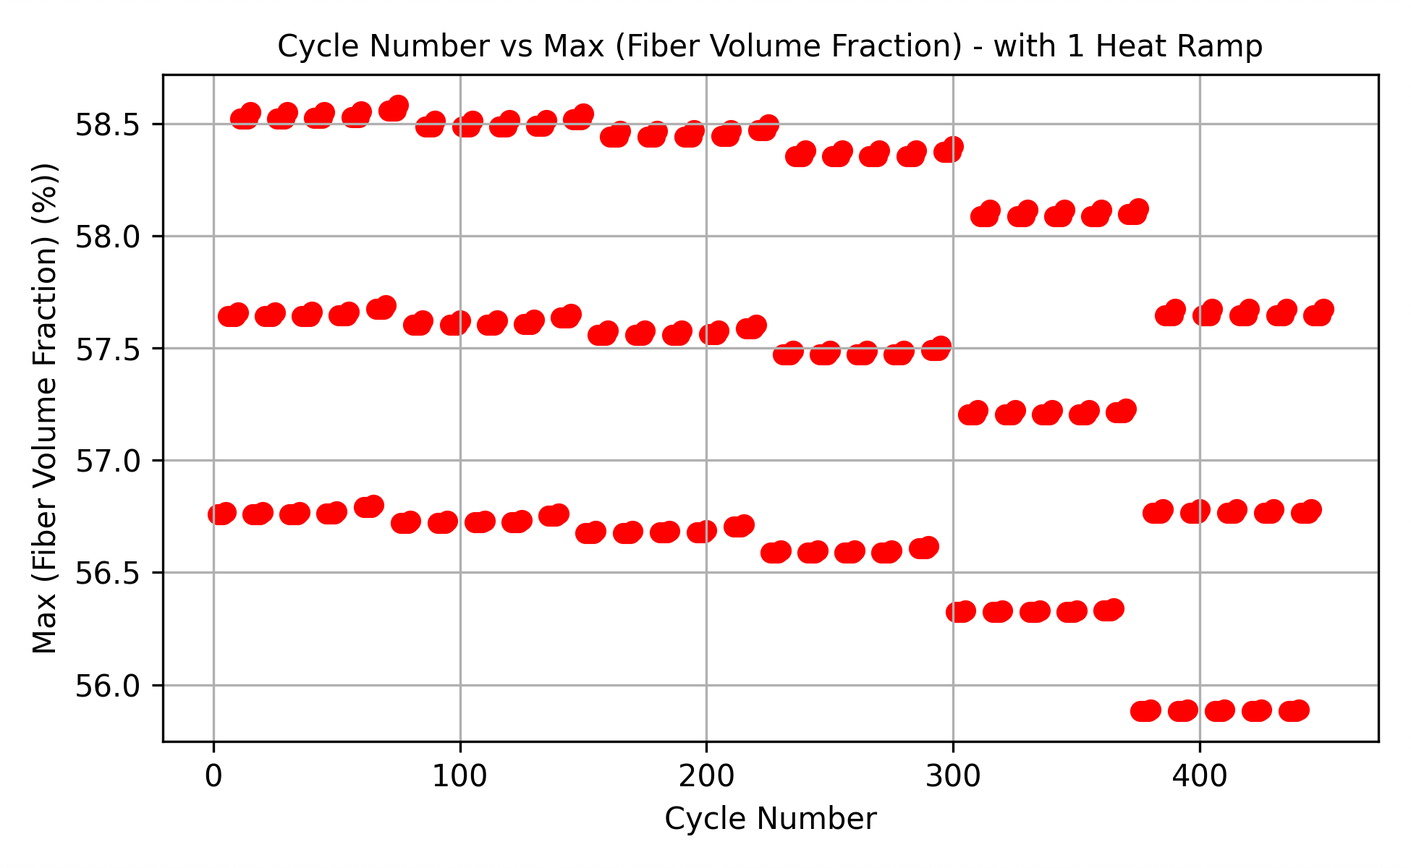 Cycle Number vs Max (Fiber Volume Fraction) - with 1 Heat Ramp
Max (Fiber Volume Fraction) (%))
58.5
58.0
57.5
57.0
56.5
56.0
0 100 200 300 400
Cycle Number